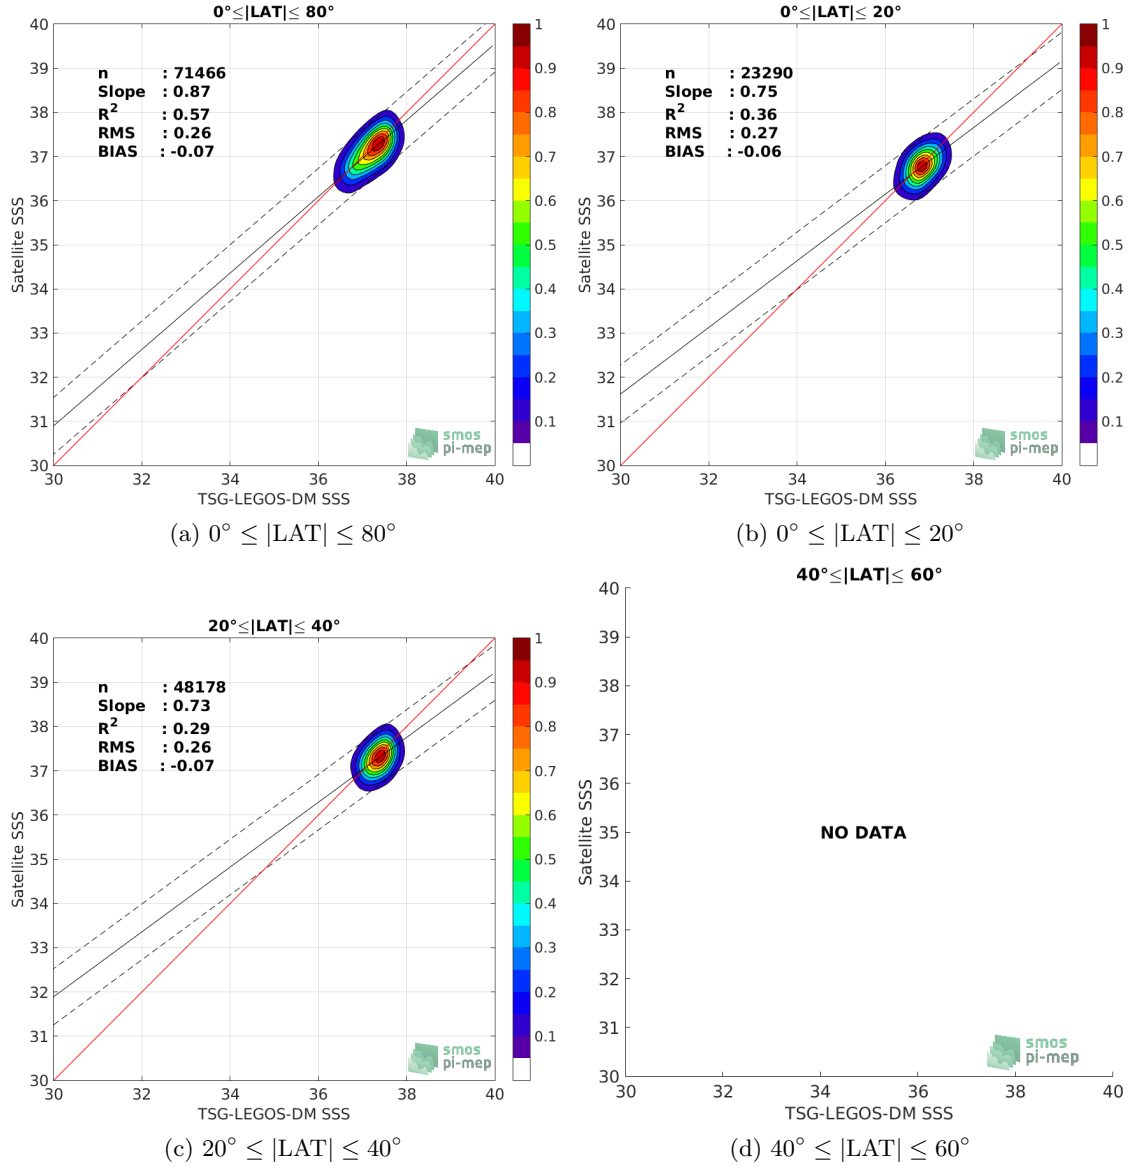 0°≤|LAT|≤ 80°
40
39
38
37
36
35
34
33
32
31
30
Satellite SSS
n : 71466
Slope : 0.87
R2 : 0.57
RMS : 0.26
BIAS : -0.07
smos
pi-mep
30 32 34 36 38 40
TSG-LEGOS-DM SSS
1
0.9
0.8
0.7
0.6
0.5
0.4
0.3
0.2
0.1
(a) 0° ≤ |LAT| ≤ 80°
0°≤|LAT|≤ 20°
40
39
38
37
36
35
34
33
32
31
30
Satellite SSS
n : 23290
Slope : 0.75
R2 : 0.36
RMS : 0.27
BIAS : -0.06
smos
pi-mep
30 32 34 36 38 40
TSG-LEGOS-DM SSS
1
0.9
0.8
0.7
0.6
0.5
0.4
0.3
0.2
0.1
(b) 0° ≤ |LAT| ≤ 20°
20°≤|LAT|≤ 40°
40
39
38
37
36
35
34
33
32
31
30
Satellite SSS
n : 48178
Slope : 0.73
R2 : 0.29
RMS : 0.26
BIAS : -0.07
smos
pi-mep
30 32 34 36 38 40
TSG-LEGOS-DM SSS
1
0.9
0.8
0.7
0.6
0.5
0.4
0.3
0.2
0.1
(c) 20° ≤ |LAT| ≤ 40°
40°≤|LAT|≤ 60°
40
39
38
37
36
35
34
33
32
31
30
Satellite SSS
NO DATA
smos
pi-mep
30 32 34 36 38 40
TSG-LEGOS-DM SSS
(d) 40° ≤ |LAT| ≤ 60°